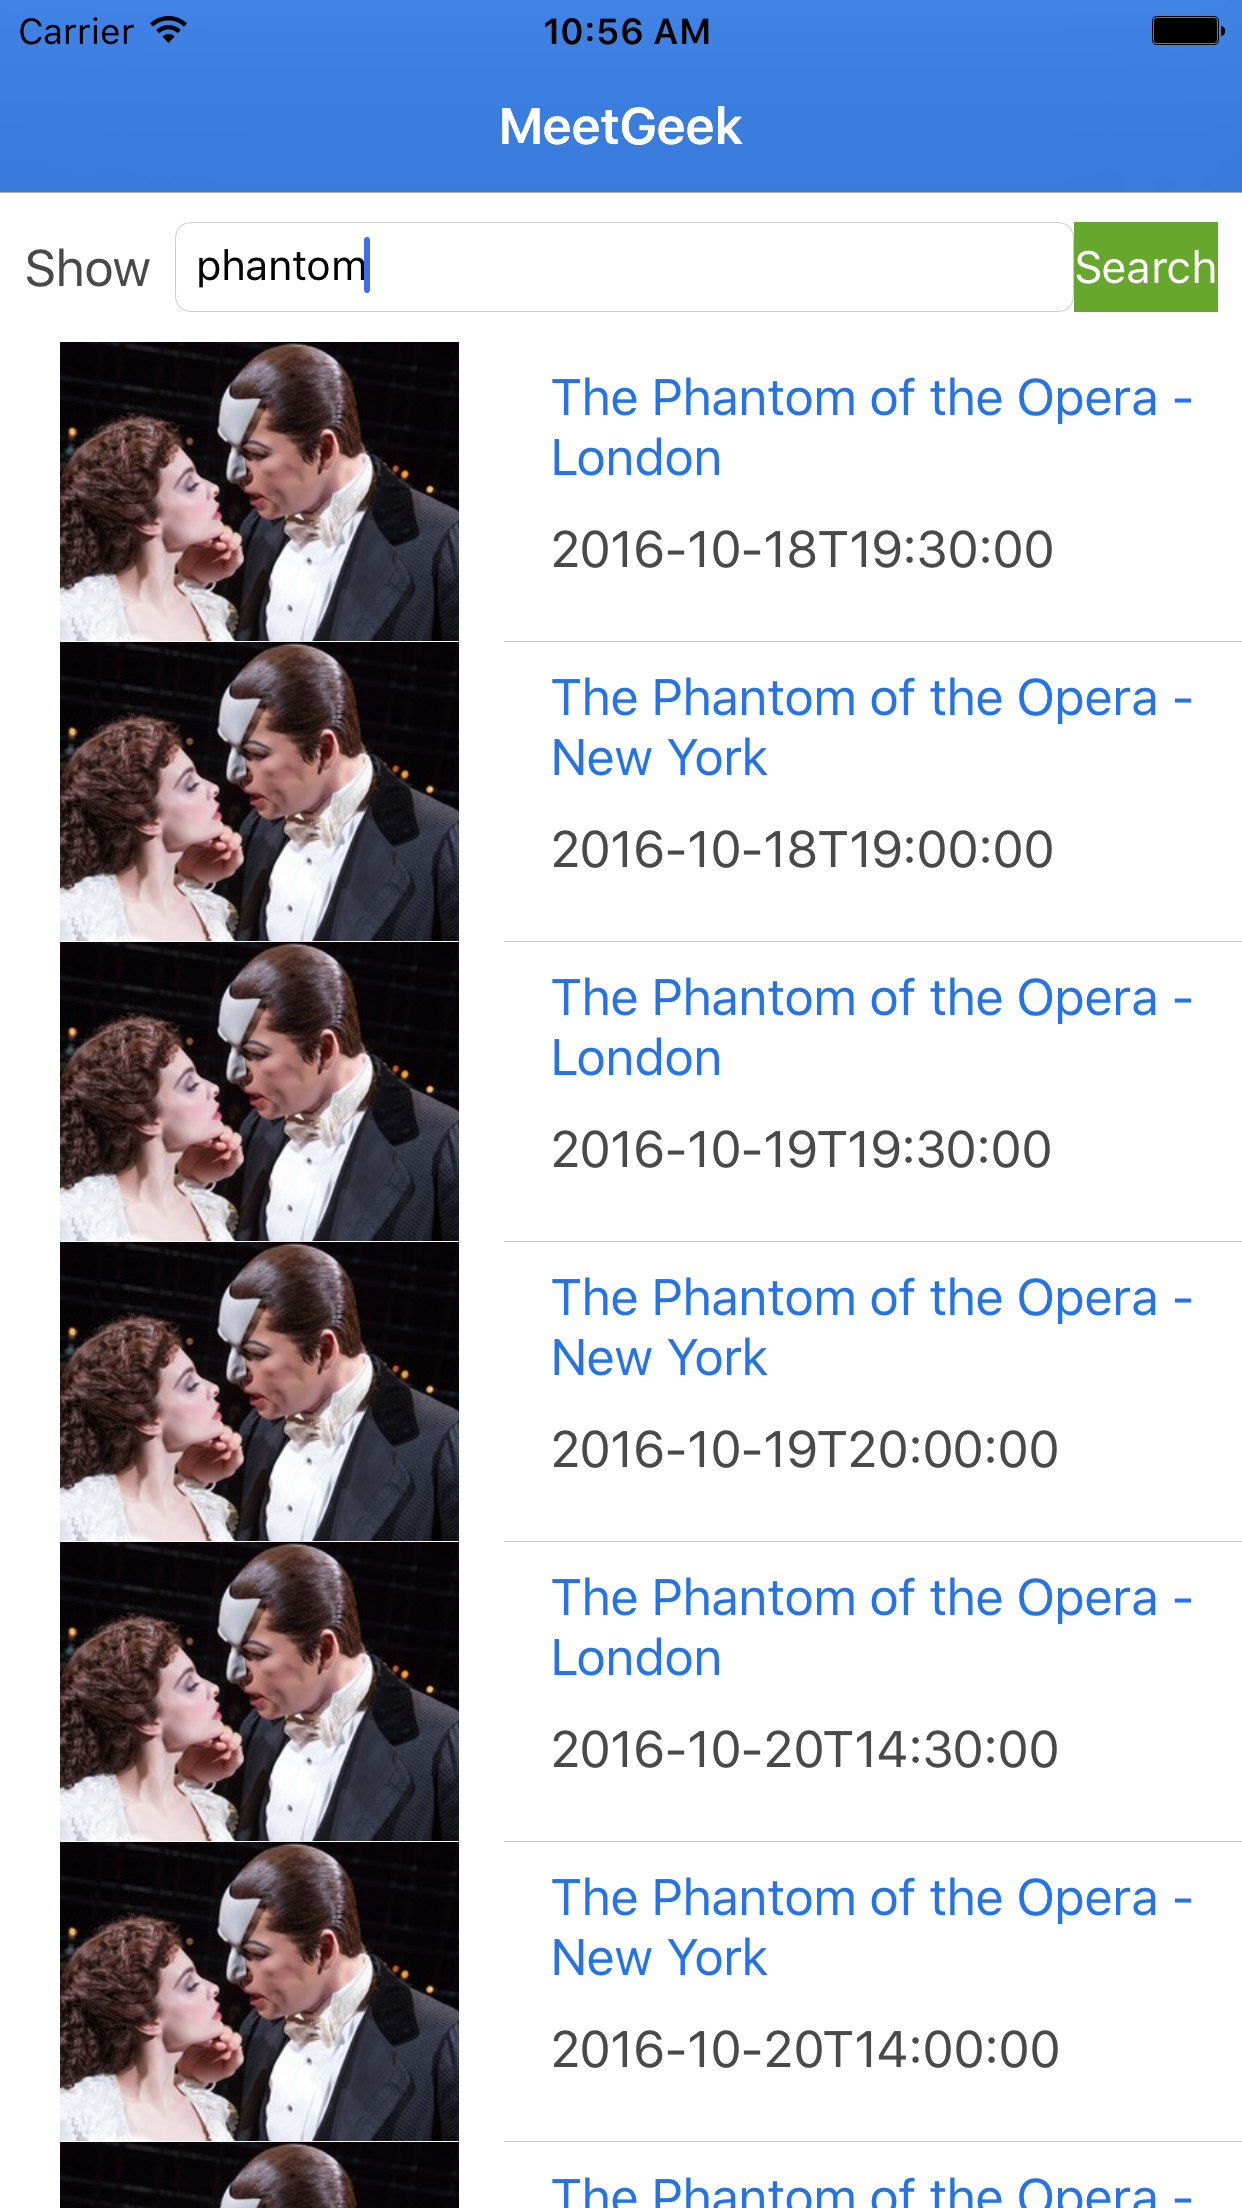 Carrier 10:56 AM
MeetGeek
Show phantom Search
The Phantom of the Opera -
London
2016-10-18T19:30:00
The Phantom of the Opera -
New York
2016-10-18T19:00:00
The Phantom of the Opera -
London
2016-10-19T19:30:00
The Phantom of the Opera -
New York
2016-10-19T20:00:00
The Phantom of the Opera -
London
2016-10-20T14:30:00
The Phantom of the Opera -
New York
2016-10-20T14:00:00
The Phantom of the Opera -